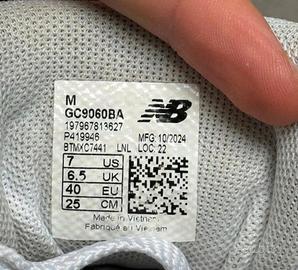 M
GC9060BA NB
197967813627
P419946 MFG: 10/2024
BTMXC7441 LNL LOC: 22
7 US
6.5 UK
40 EU
25 CM
Made in Vietnam
Fabriqué au Vietnam